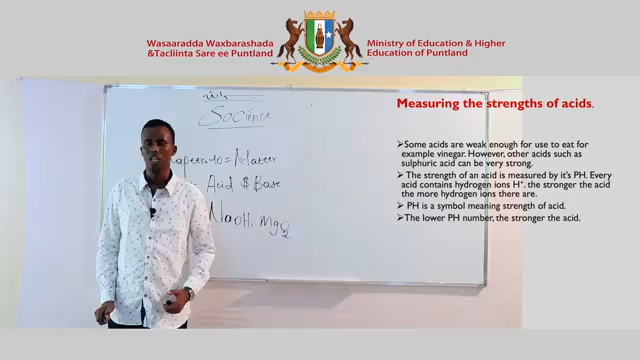 Wasaaradda Waxbarashada
&Tacliinta Sare ee Puntland
Ministry of Education & Higher
Education of Puntland
Socience
Chapter 10 = Matter
Acid $ Base
NaOH, MgO2
Measuring the strengths of acids.
➢Some acids are weak enough for use to eat for
example vinegar. However, other acids such as
sulphuric acid can be very strong.
➢The strength of an acid is measured by it's PH. Every
acid contains hydrogen ions H⁺. the stronger the acid
the more hydrogen ions there are.
➢ PH is a symbol meaning strength of acid.
➢The lower PH number, the stronger the acid.